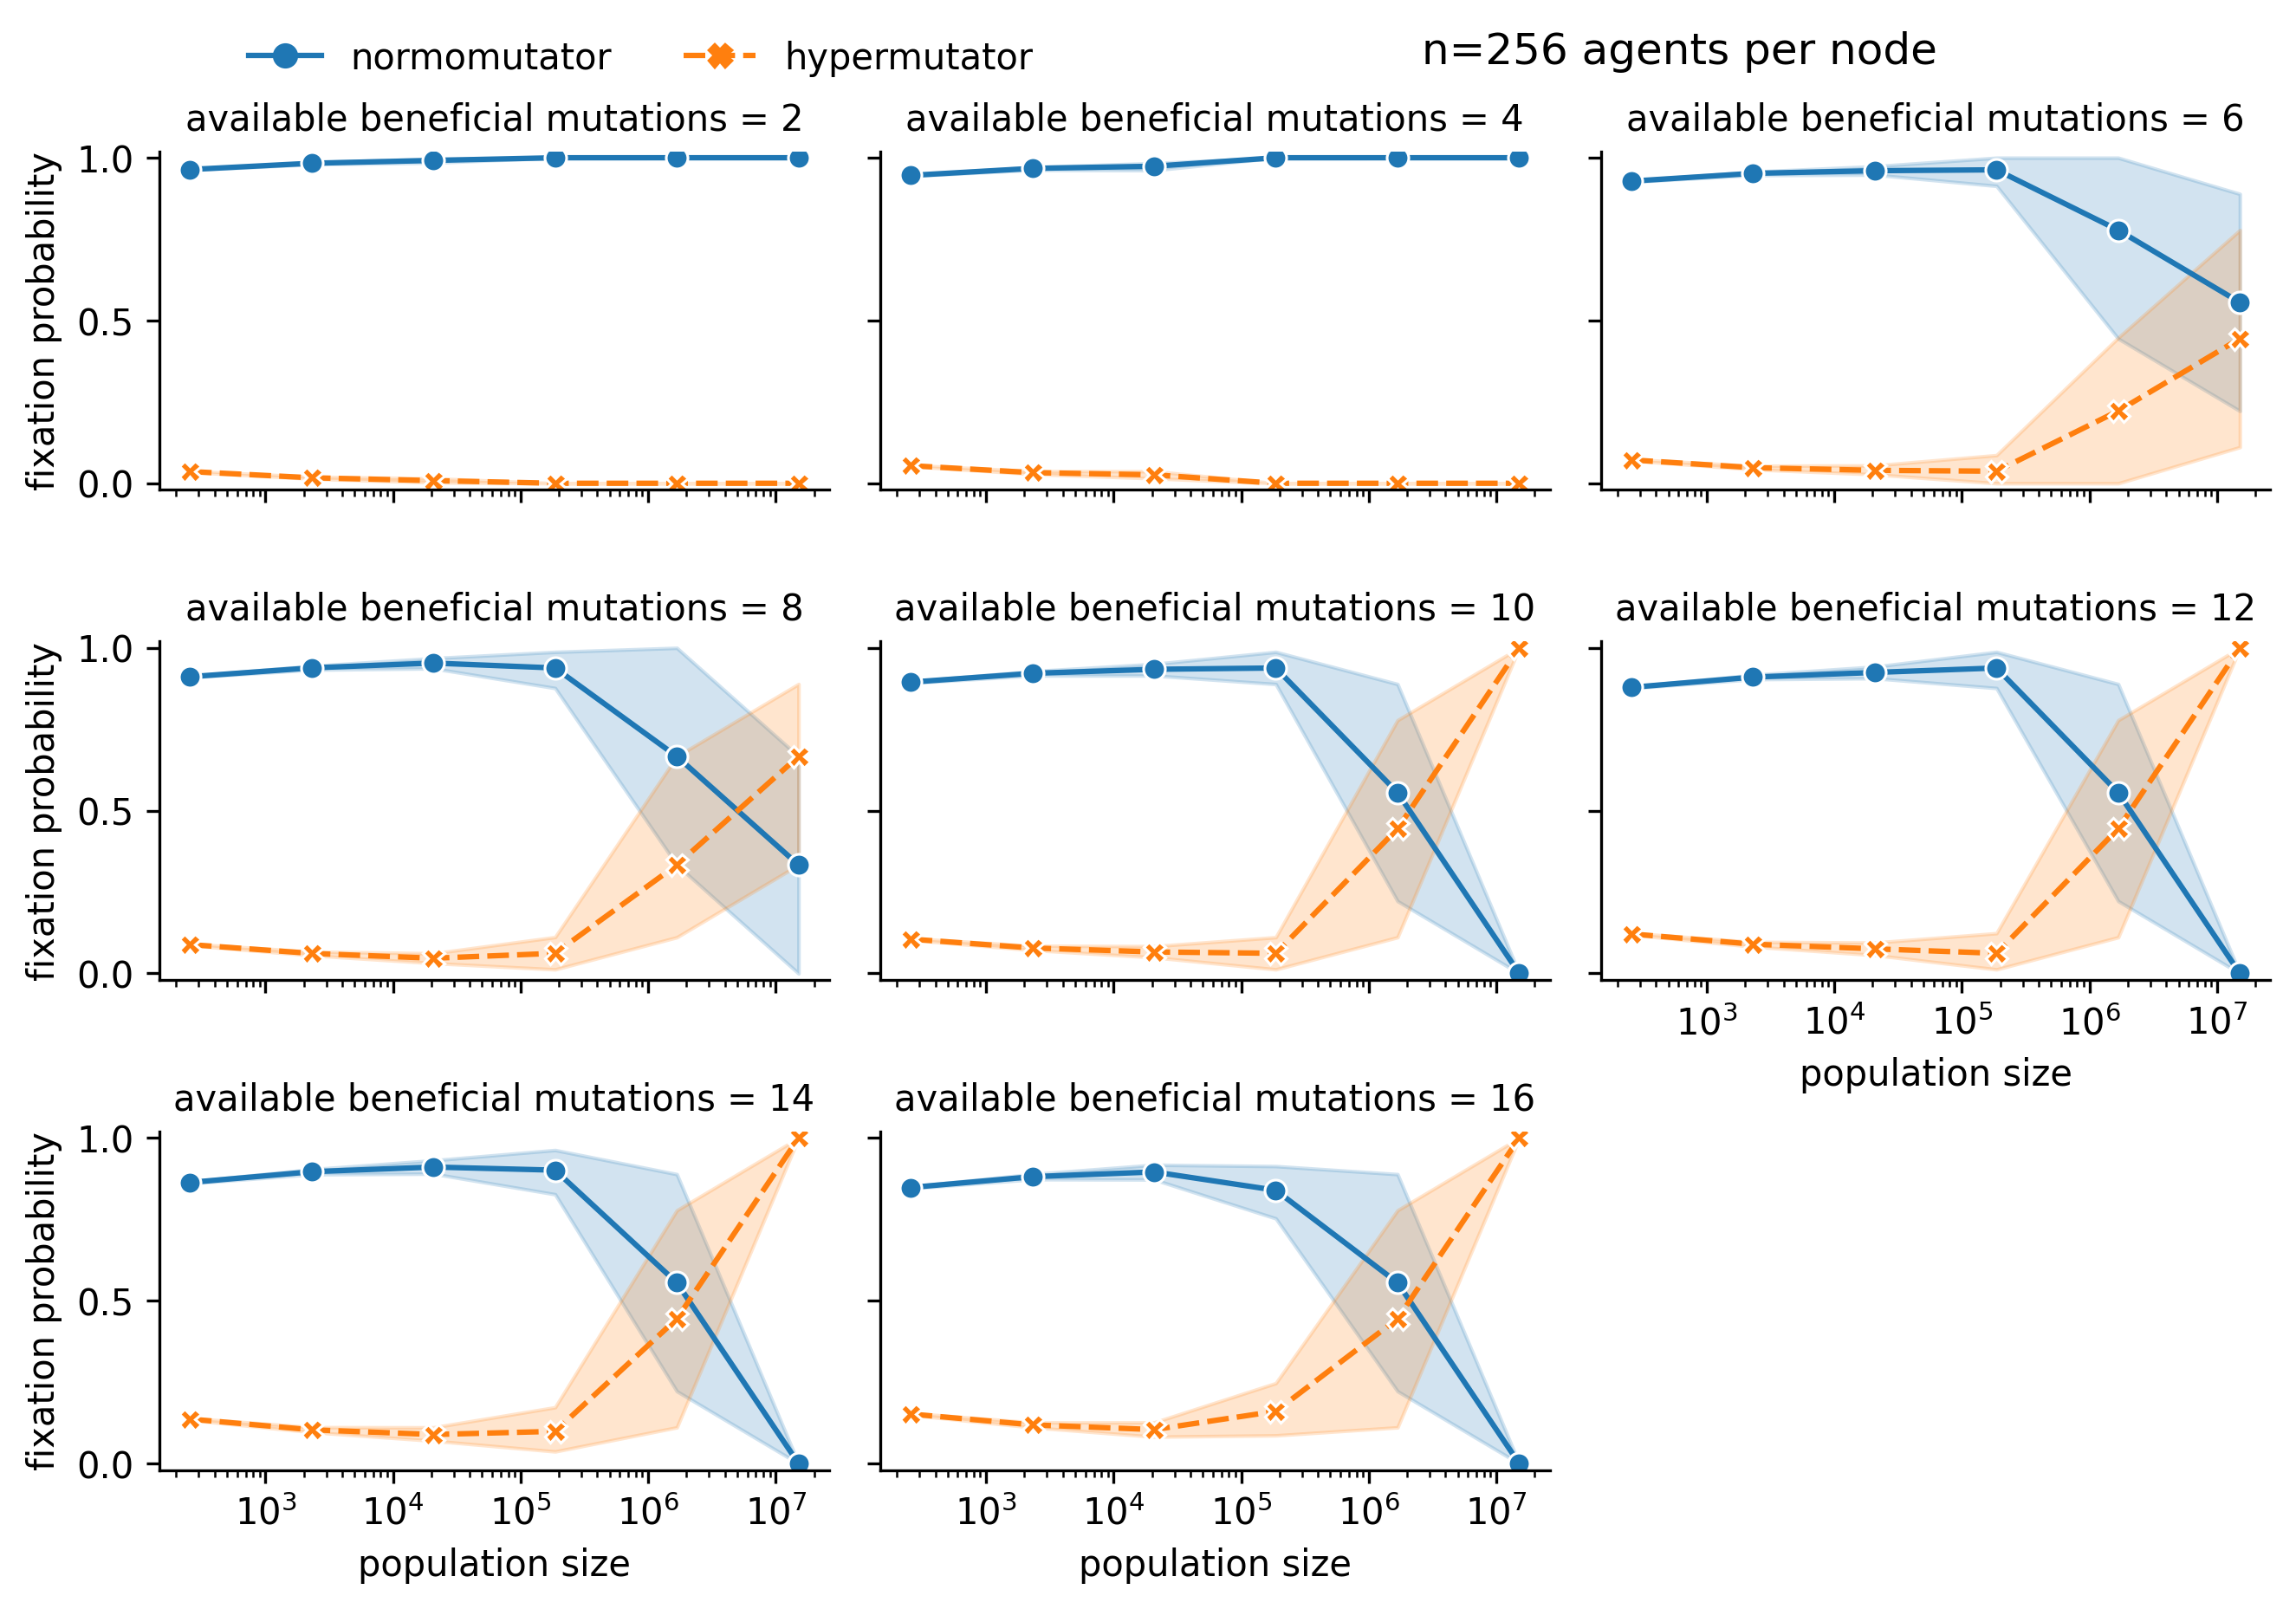 normomutator hypermutator n=256 agents per node
available beneficial mutations = 2 available beneficial mutations = 4 available beneficial mutations = 6
fixation probability
1.0
0.5
0.0
available beneficial mutations = 8 available beneficial mutations = 10 available beneficial mutations = 12
fixation probability
1.0
0.5
0.0
10³ 10⁴ 10⁵ 10⁶ 10⁷
population size
available beneficial mutations = 14 available beneficial mutations = 16
fixation probability
1.0
0.5
0.0
10³ 10⁴ 10⁵ 10⁶ 10⁷ 10³ 10⁴ 10⁵ 10⁶ 10⁷
population size population size